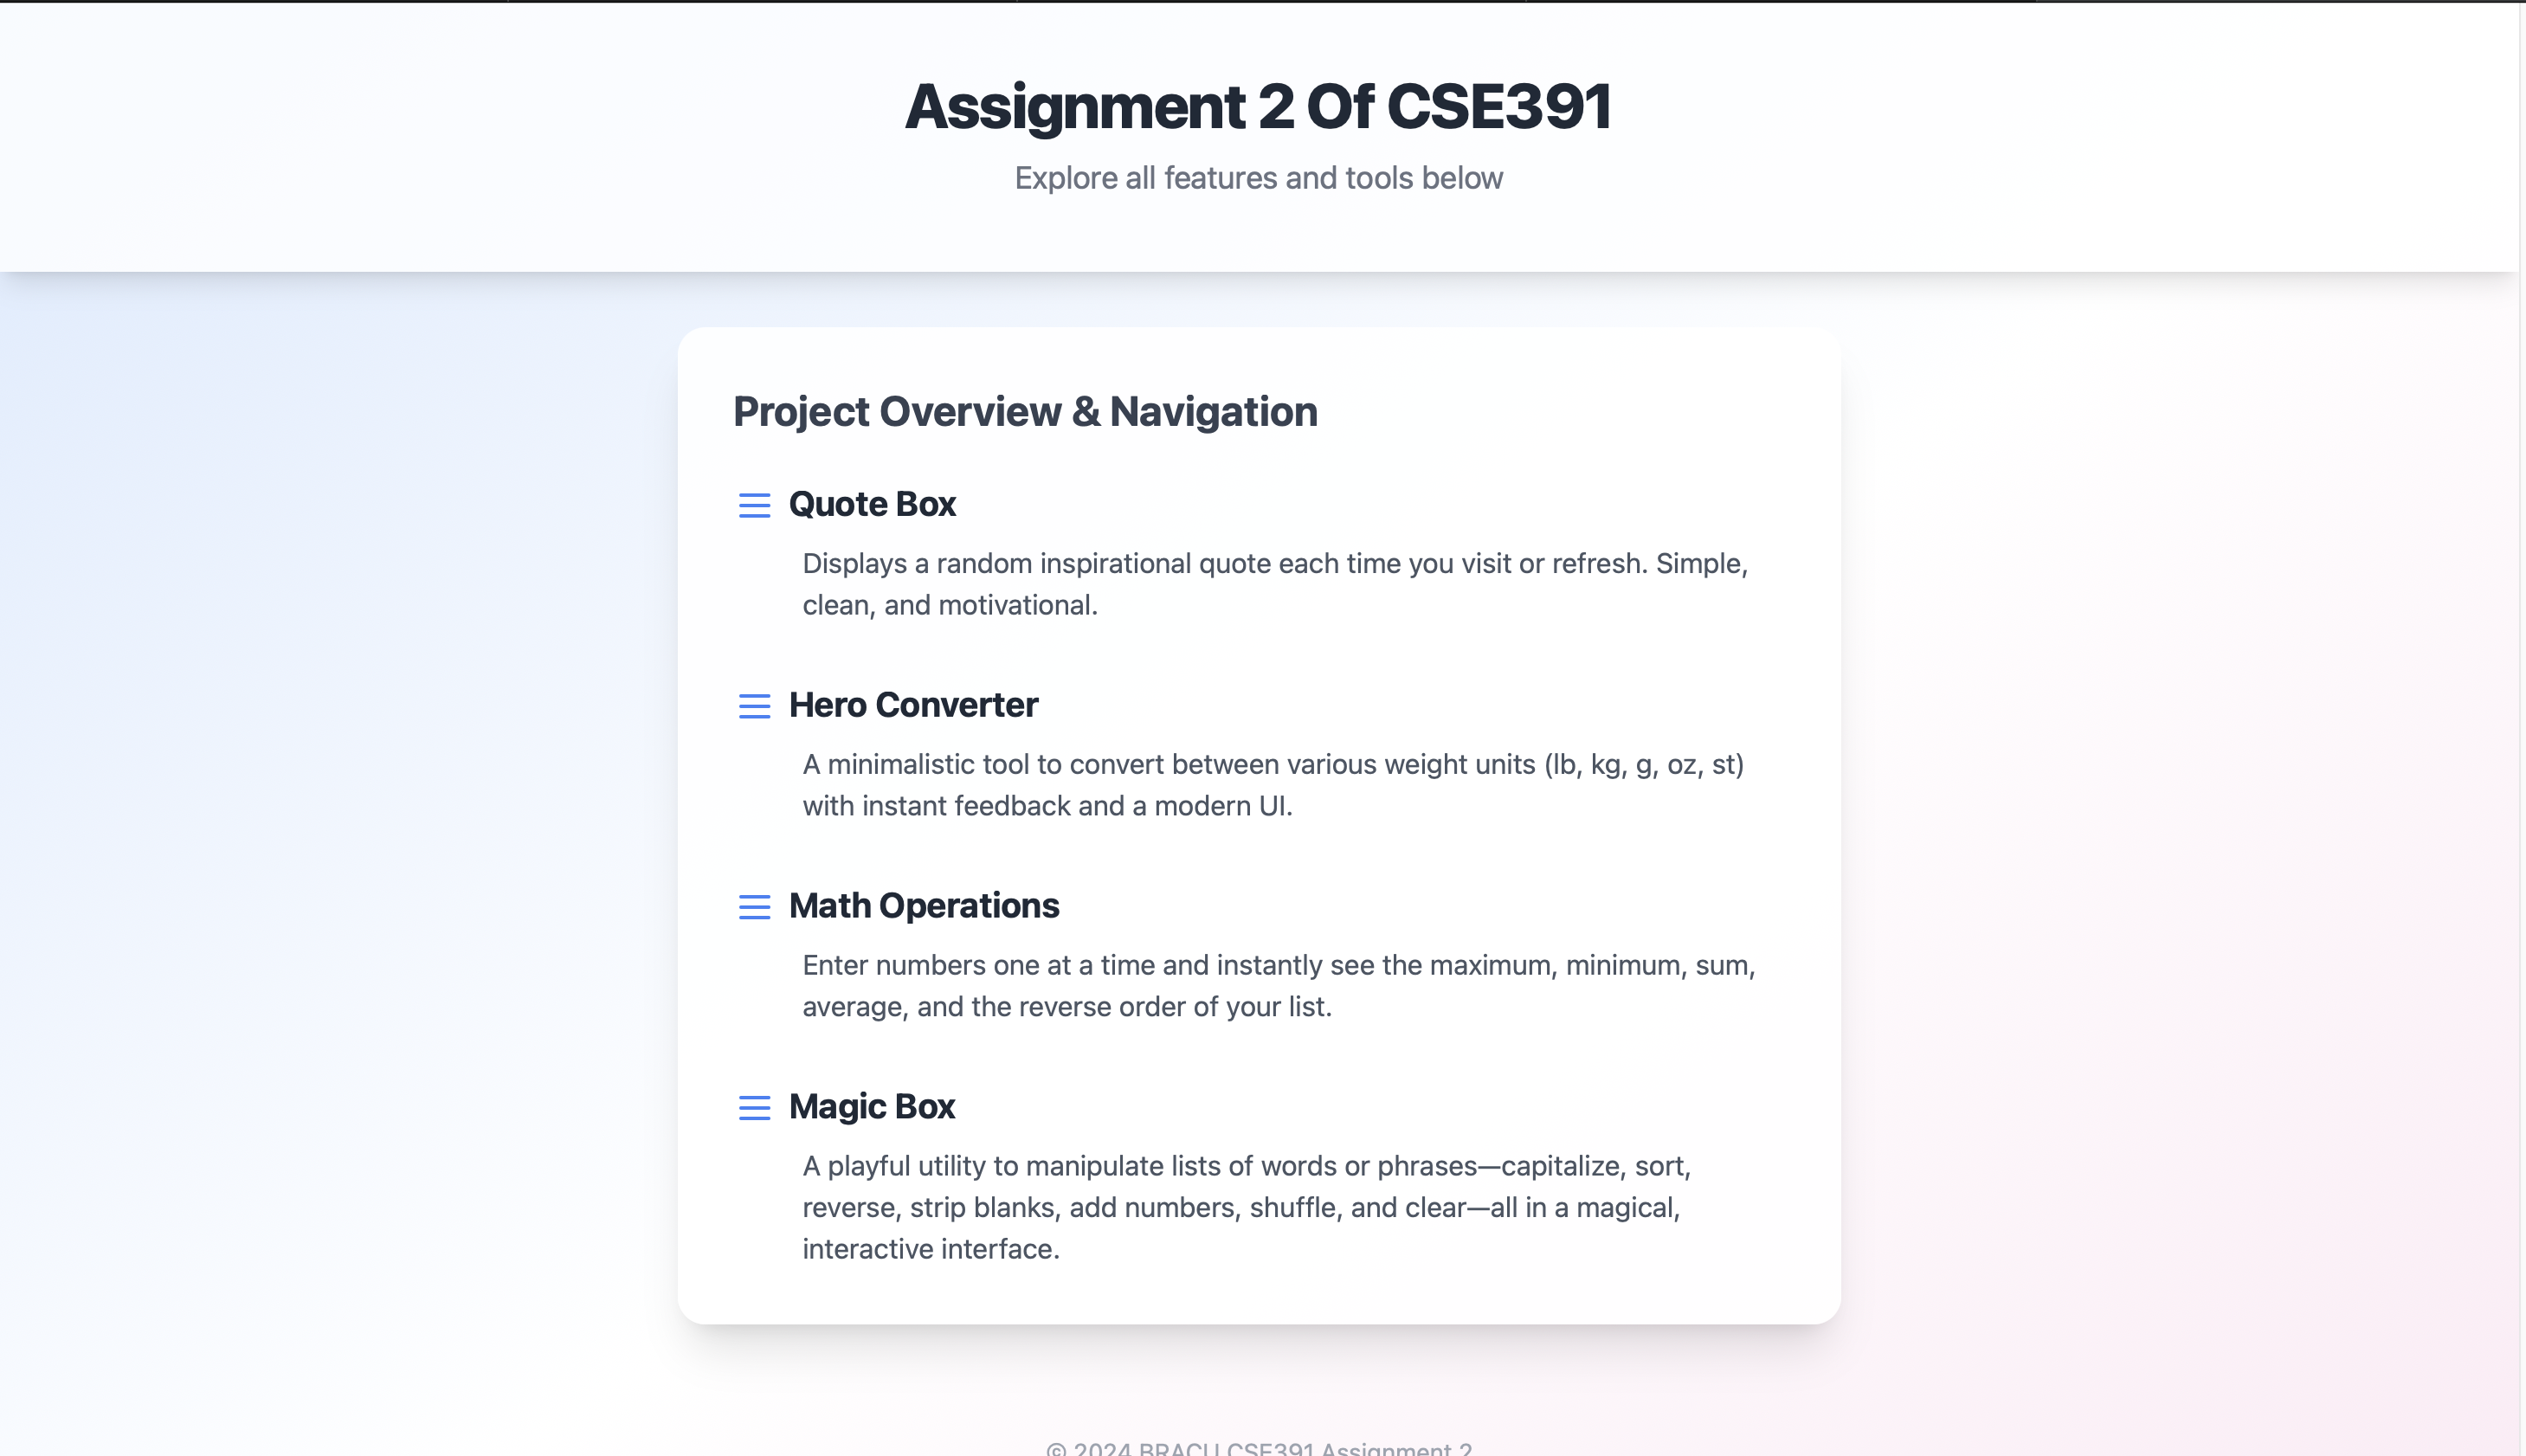 Assignment 2 Of CSE391
Explore all features and tools below
Project Overview & Navigation
Quote Box
Displays a random inspirational quote each time you visit or refresh. Simple,
clean, and motivational.
Hero Converter
A minimalistic tool to convert between various weight units (lb, kg, g, oz, st)
with instant feedback and a modern UI.
Math Operations
Enter numbers one at a time and instantly see the maximum, minimum, sum,
average, and the reverse order of your list.
Magic Box
A playful utility to manipulate lists of words or phrases—capitalize, sort,
reverse, strip blanks, add numbers, shuffle, and clear—all in a magical,
interactive interface.
© 2024 BRACU CSE391 Assignment 2